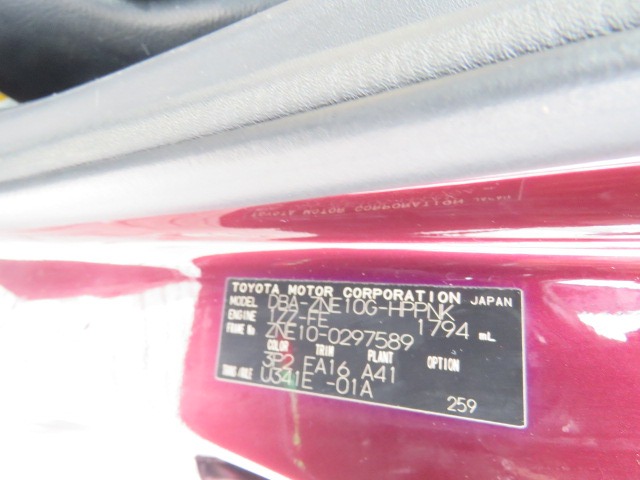 TOYOTA MOTOR CORPORATION JAPAN
MODEL DBA-ZNE10G-HPPNK
ENGINE 1ZZ-FE 1794 mL
FRAME No ZNE10-0297589
COLOR TRIM PLANT OPTION
3P2 EA16 A41
TRANS/AXLE U341E -01A
259